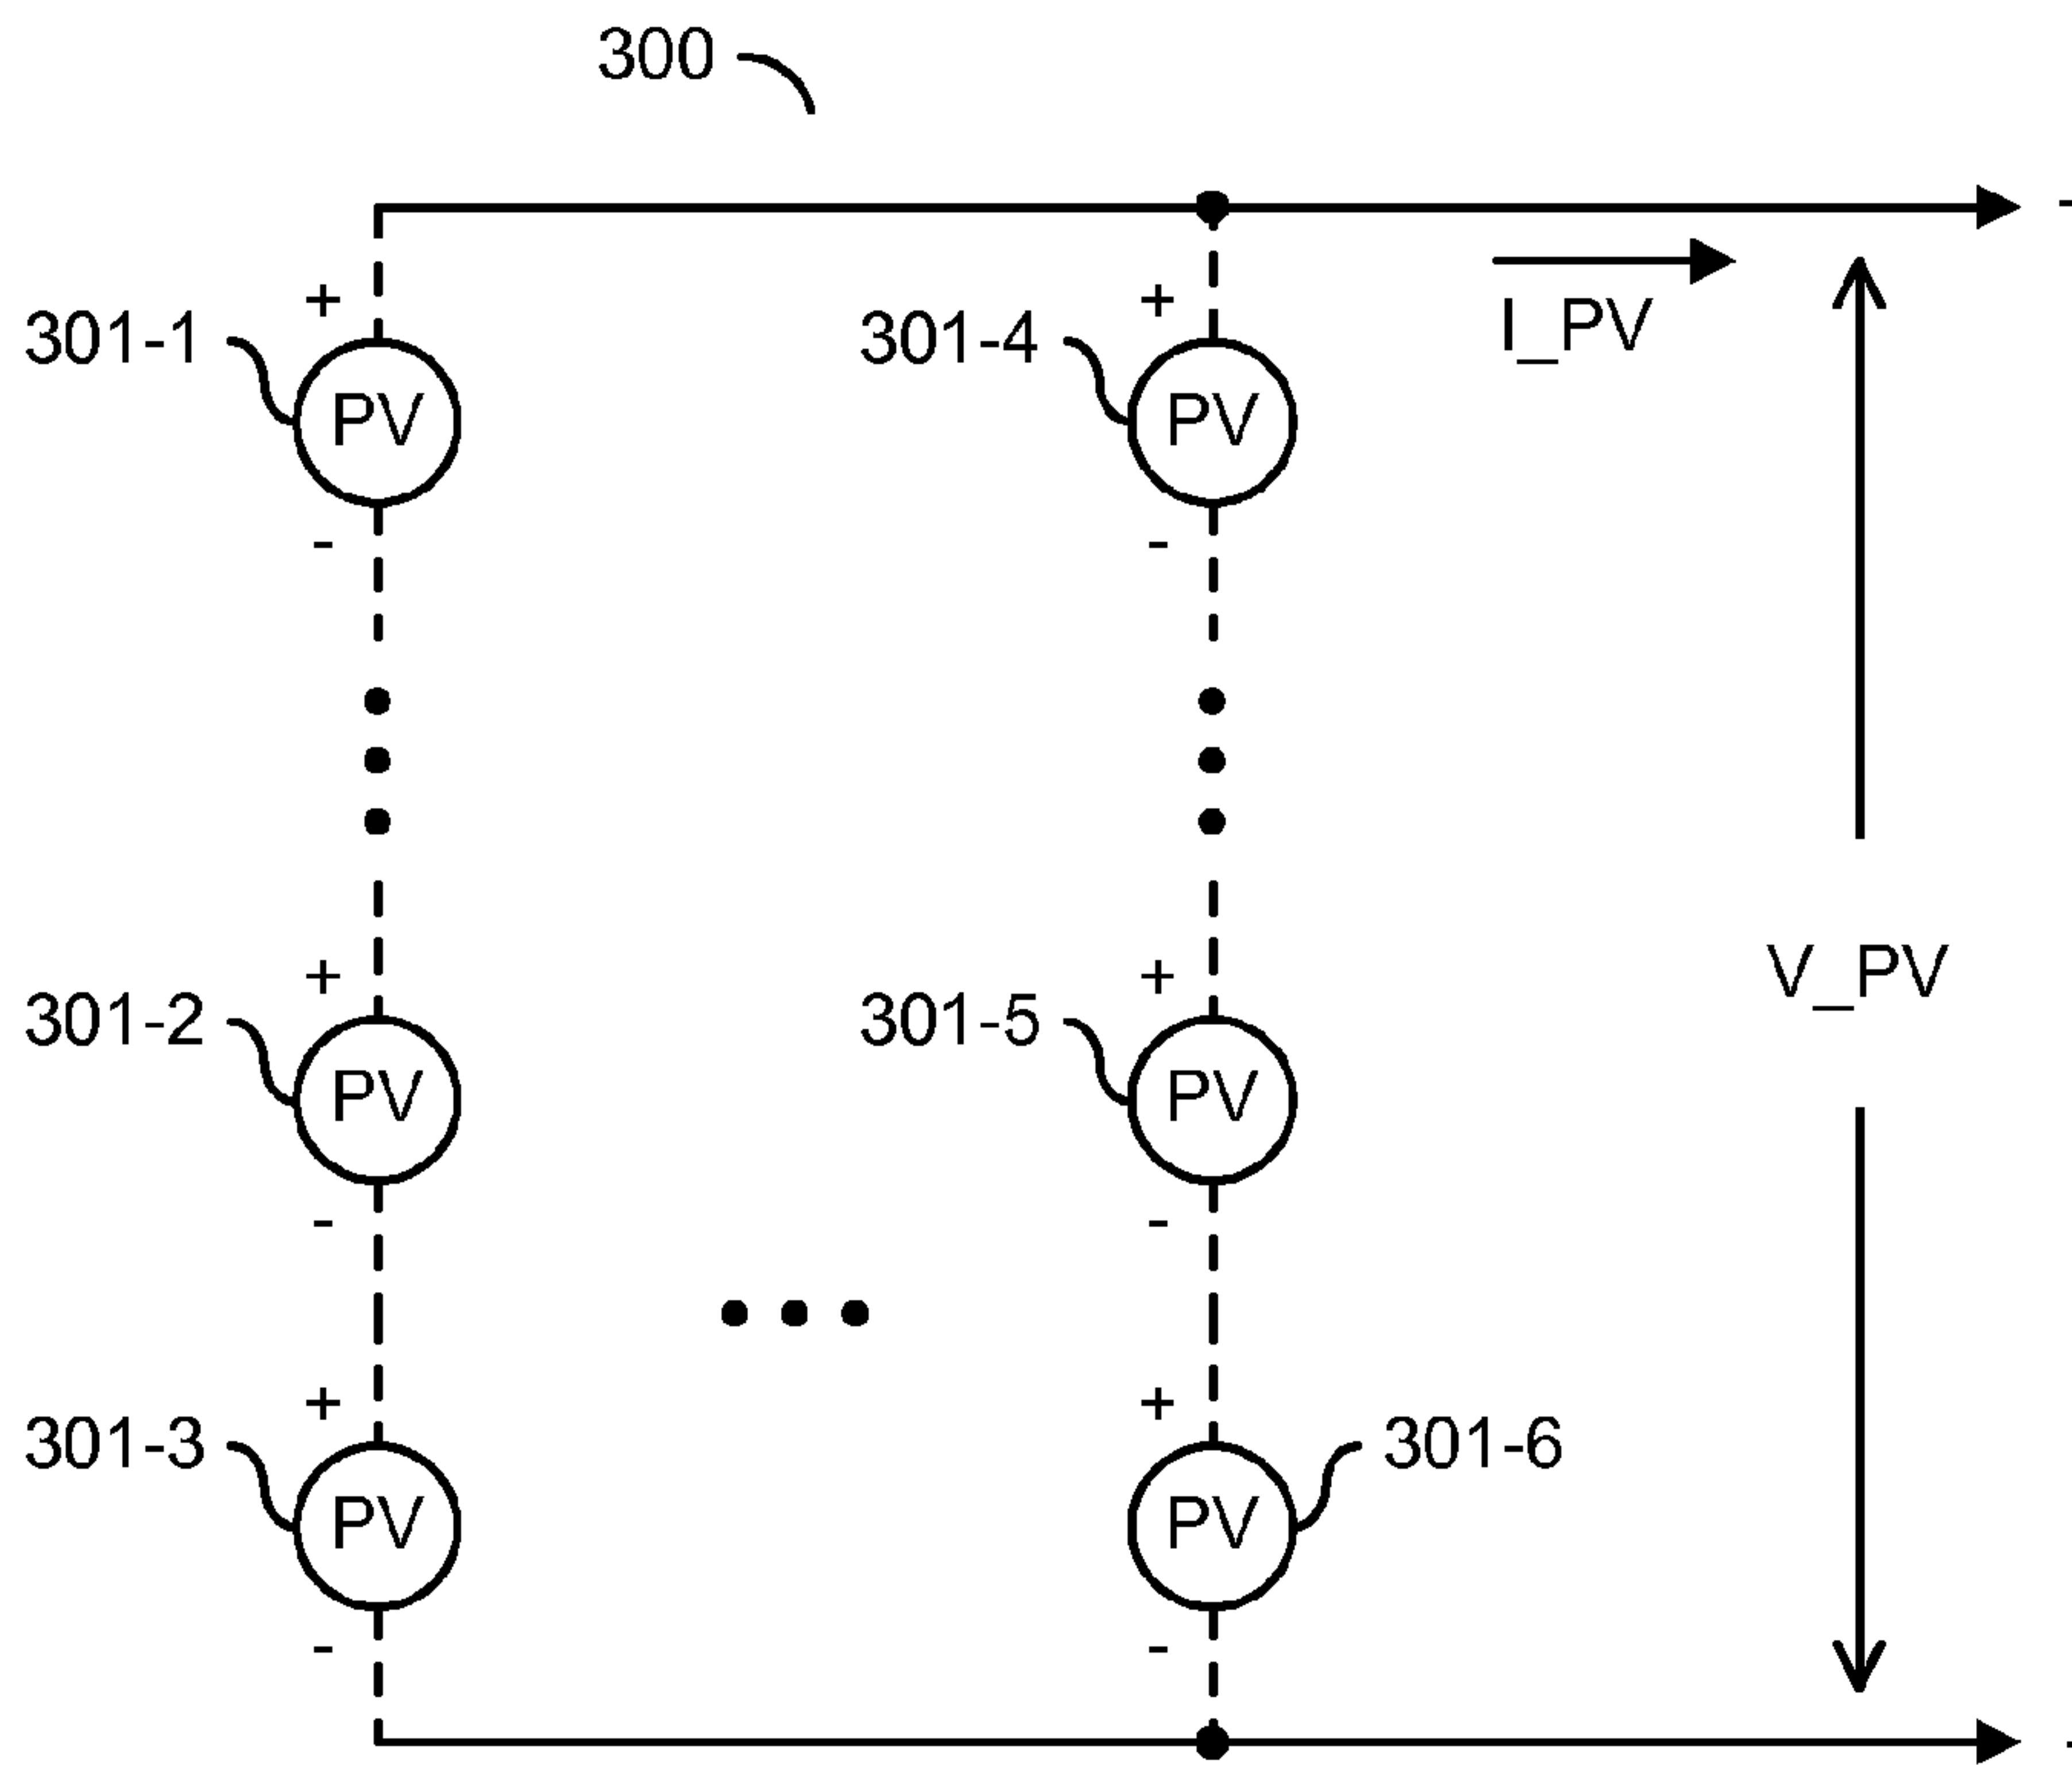 300
+
+
I_PV
301-1
301-4
PV
PV
-
-
+
+
V_PV
301-2
301-5
PV
PV
-
-
+
+
301-3
301-6
PV
PV
-
-